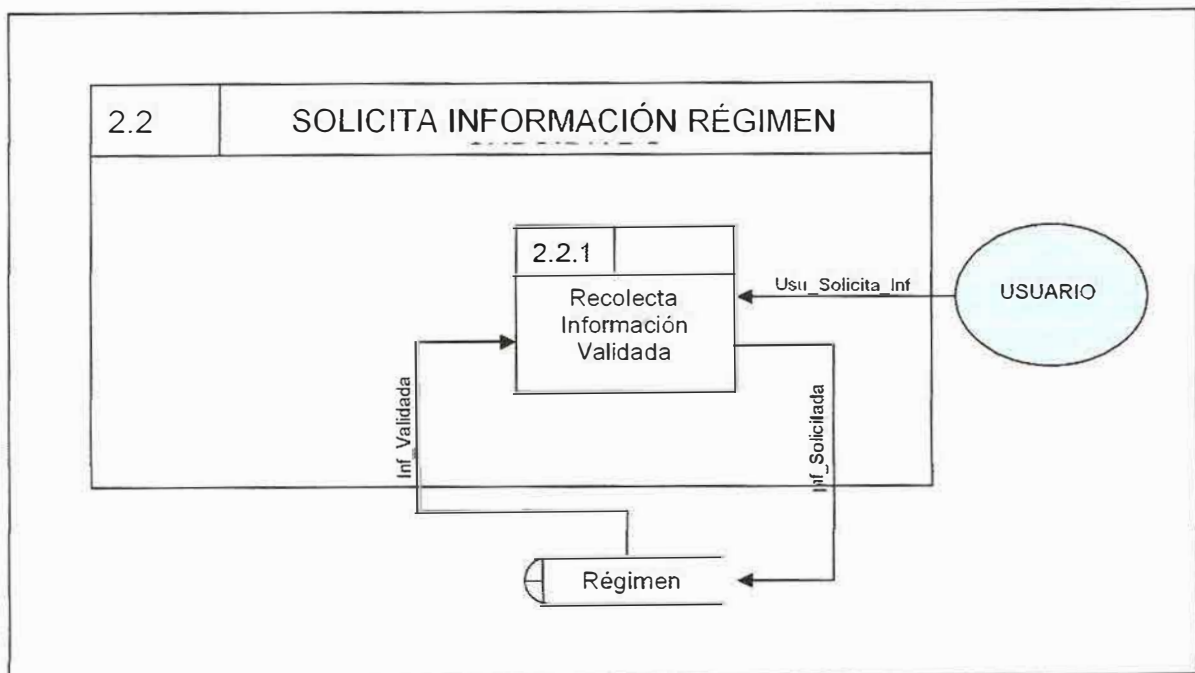 2.2
SOLICITA INFORMACIÓN RÉGIMEN
2.2.1
Recolecta
Información
Validada
Usu_Solicita_Inf
USUARIO
Inf_Validada
Inf_Solicitada
Régimen